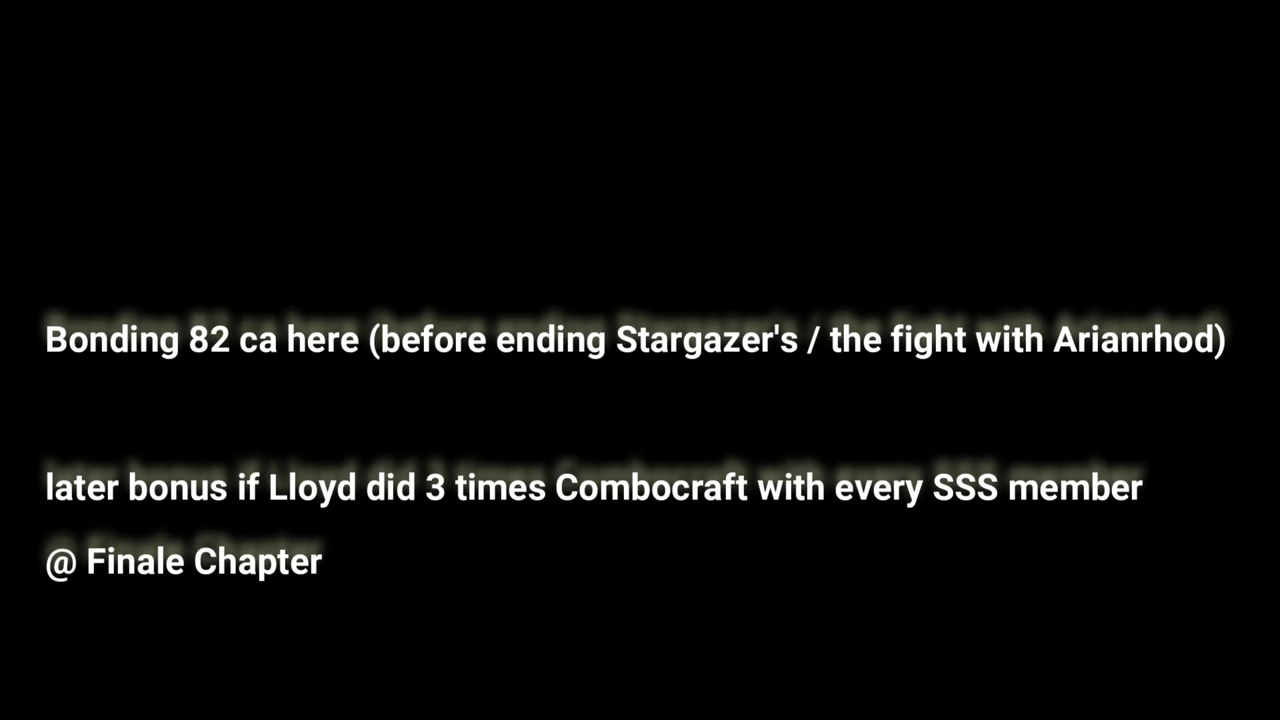 Bonding 82 ca here (before ending Stargazer's / the fight with Arianrhod)
later bonus if Lloyd did 3 times Combocraft with every SSS member
@ Finale Chapter